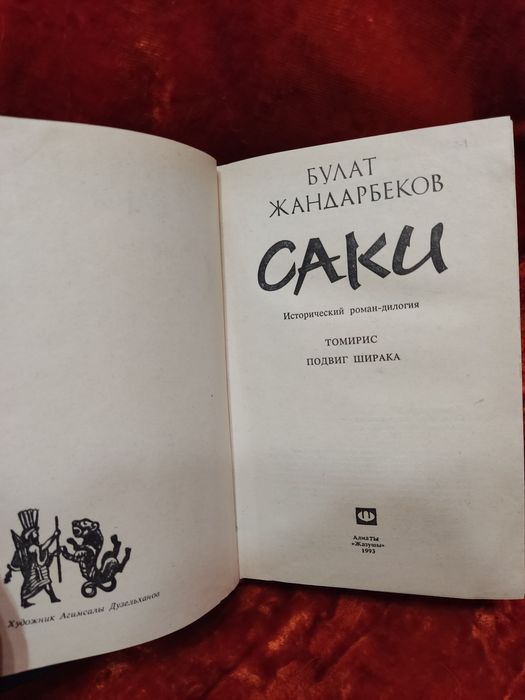 БУЛАТ
ЖАНДАРБЕКОВ
САКИ
Исторический роман-дилогия
ТОМИРИС
ПОДВИГ ШИРАКА
Алматы
«Жазушы»
1993
Художник Агимсалы Дузельханов